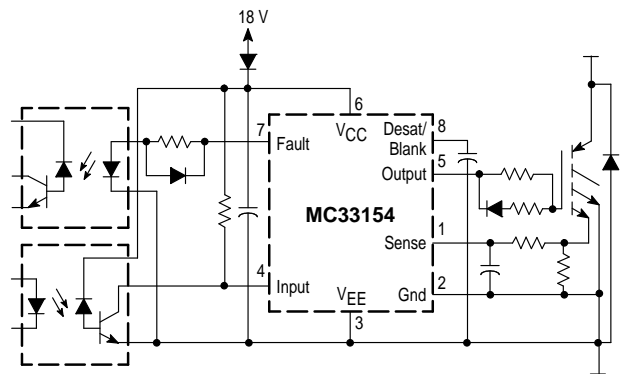 18 V
6
7
VCC
Desat/
Blank
8
Fault
5
Output
MC33154
1
Sense
4
2
Input
VEE
Gnd
3